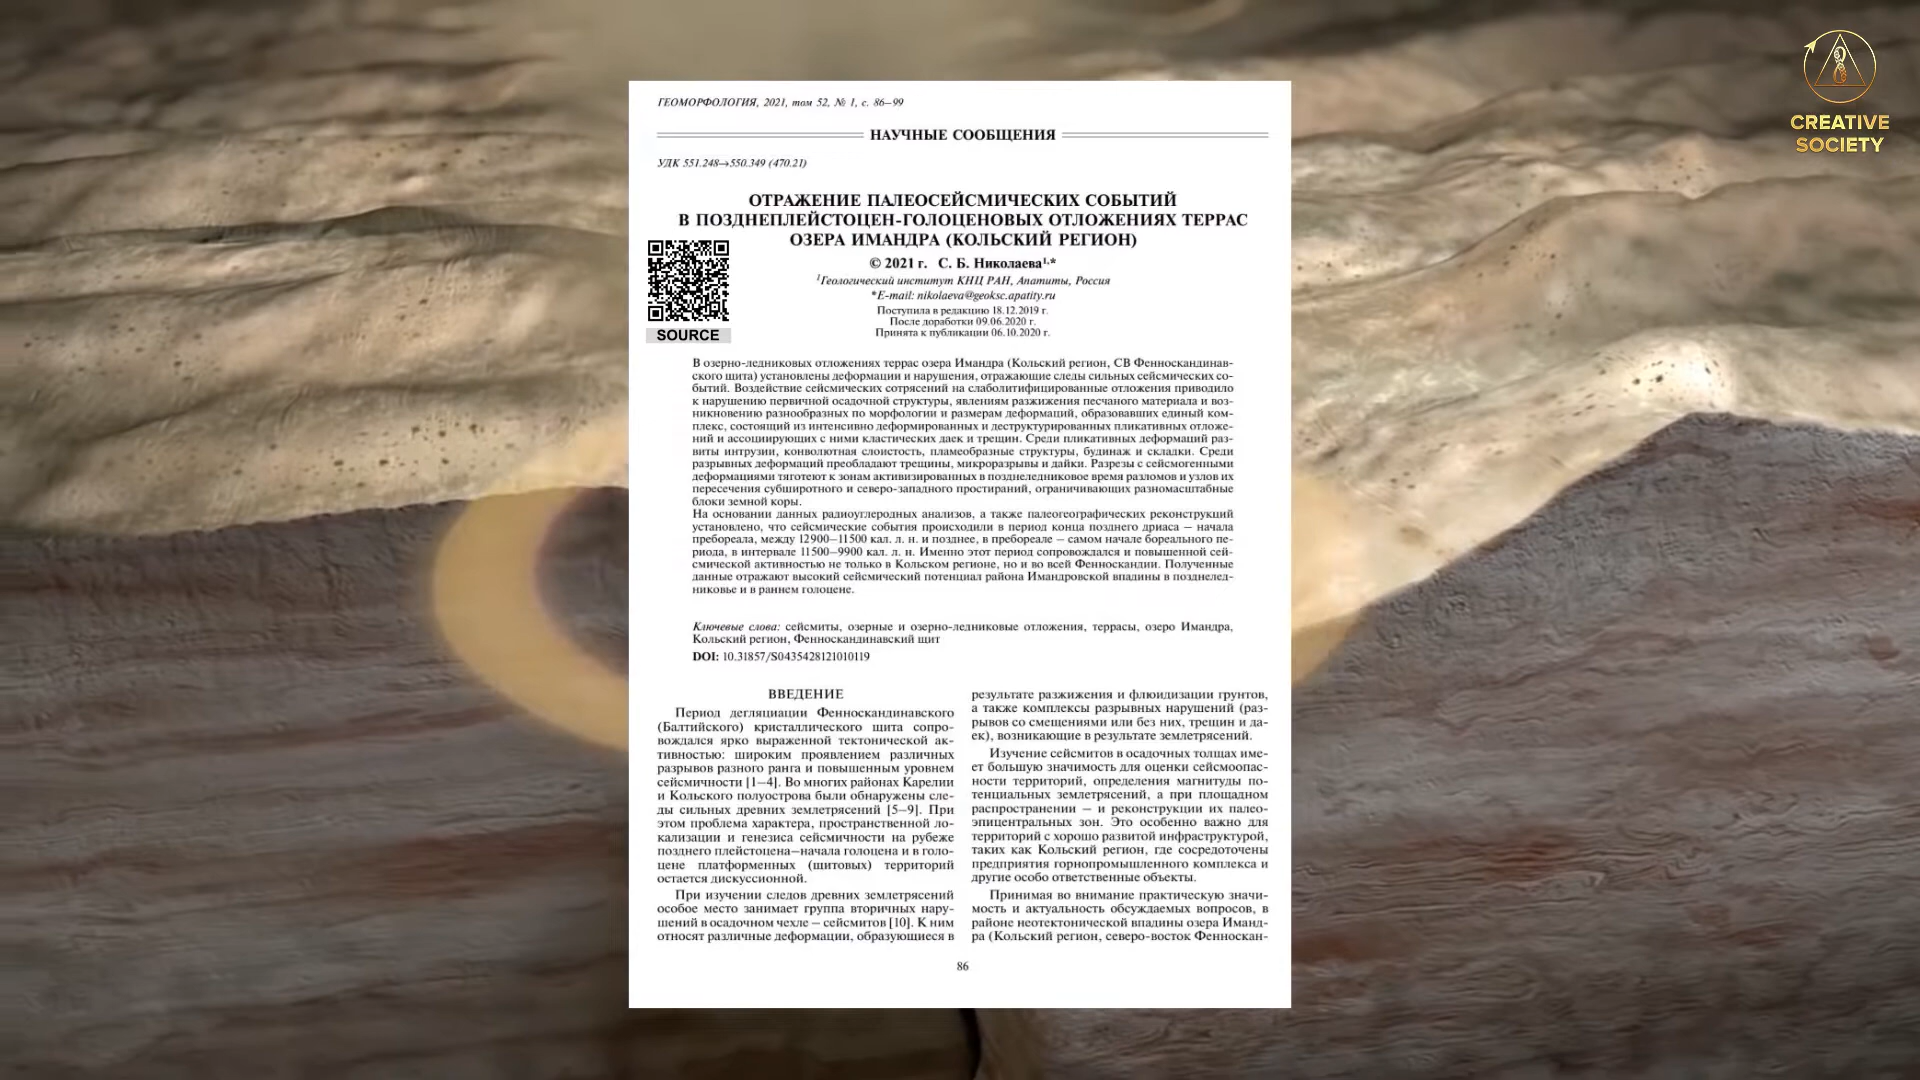 ГЕОМОРФОЛОГИЯ, 2021, том 52, № 1, с. 86–99
НАУЧНЫЕ СООБЩЕНИЯ
УДК 551.248→550.349 (470.21)
ОТРАЖЕНИЕ ПАЛЕОСЕЙСМИЧЕСКИХ СОБЫТИЙ
В ПОЗДНЕПЛЕЙСТОЦЕН-ГОЛОЦЕНОВЫХ ОТЛОЖЕНИЯХ ТЕРРАС
ОЗЕРА ИМАНДРА (КОЛЬСКИЙ РЕГИОН)
© 2021 г. С. Б. Николаева1,*
1Геологический институт КНЦ РАН, Апатиты, Россия
*E-mail: nikolaeva@geoksc.apatity.ru
Поступила в редакцию 18.12.2019 г.
После доработки 09.06.2020 г.
Принята к публикации 06.10.2020 г.
SOURCE
В озерно-ледниковых отложениях террас озера Имандра (Кольский регион, СВ Фенноскандинав-
ского щита) установлены деформации и нарушения, отражающие следы сильных сейсмических со-
бытий. Воздействие сейсмических сотрясений на слаболитифицированные отложения приводило
к нарушению первичной осадочной структуры, явлениям разжижения песчаного материала и воз-
никновению разнообразных по морфологии и размерам деформаций, образовавших единый ком-
плекс, состоящий из интенсивно деформированных и деструктурированных пликативных отложе-
ний и ассоциирующих с ними кластических даек и трещин. Среди пликативных деформаций раз-
виты интрузии, конволютная слоистость, пламеобразные структуры, будинаж и складки. Среди
разрывных деформаций преобладают трещины, микроразрывы и дайки. Разрезы с сейсмогенными
деформациями тяготеют к зонам активизированных в позднеледниковое время разломов и узлов их
пересечения субширотного и северо-западного простираний, ограничивающих разномасштабные
блоки земной коры.
На основании данных радиоуглеродных анализов, а также палеогеографических реконструкций
установлено, что сейсмические события происходили в период конца позднего дриаса – начала
пребореала, между 12900–11500 кал. л. н. и позднее, в пребореале – самом начале бореального пе-
риода, в интервале 11500–9900 кал. л. н. Именно этот период сопровождался и повышенной сей-
смической активностью не только в Кольском регионе, но и во всей Фенноскандии. Полученные
данные отражают высокий сейсмический потенциал района Имандровской впадины в позднелед-
никовье и в раннем голоцене.
Ключевые слова: сейсмиты, озерные и озерно-ледниковые отложения, террасы, озеро Имандра,
Кольский регион, Фенноскандинавский щит
DOI: 10.31857/S0435428121010119
ВВЕДЕНИЕ
Период дегляциации Фенноскандинавского
(Балтийского) кристаллического щита сопро-
вождался ярко выраженной тектонической ак-
тивностью: широким проявлением различных
разрывов разного ранга и повышенным уровнем
сейсмичности [1–4]. Во многих районах Карелии
и Кольского полуострова были обнаружены сле-
ды сильных древних землетрясений [5–9]. При
этом проблема характера, пространственной ло-
кализации и генезиса сейсмичности на рубеже
позднего плейстоцена–начала голоцена и в голо-
цене платформенных (щитовых) территорий
остается дискуссионной.
При изучении следов древних землетрясений
особое место занимает группа вторичных нару-
шений в осадочном чехле – сейсмитов [10]. К ним
относят различные деформации, образующиеся в
результате разжижения и флюидизации грунтов,
а также комплексы разрывных нарушений (раз-
рывов со смещениями или без них, трещин и да-
ек), возникающие в результате землетрясений.
Изучение сейсмитов в осадочных толщах име-
ет большую значимость для оценки сейсмоопас-
ности территорий, определения магнитуды по-
тенциальных землетрясений, а при площадном
распространении – и реконструкции их палео-
эпицентральных зон. Это особенно важно для
территорий с хорошо развитой инфраструктурой,
таких как Кольский регион, где сосредоточены
предприятия горнопромышленного комплекса и
другие особо ответственные объекты.
Принимая во внимание практическую значи-
мость и актуальность обсуждаемых вопросов, в
районе неотектонической впадины озера Иманд-
ра (Кольский регион, северо-восток Фенноскан-
86
CREATIVE
SOCIETY